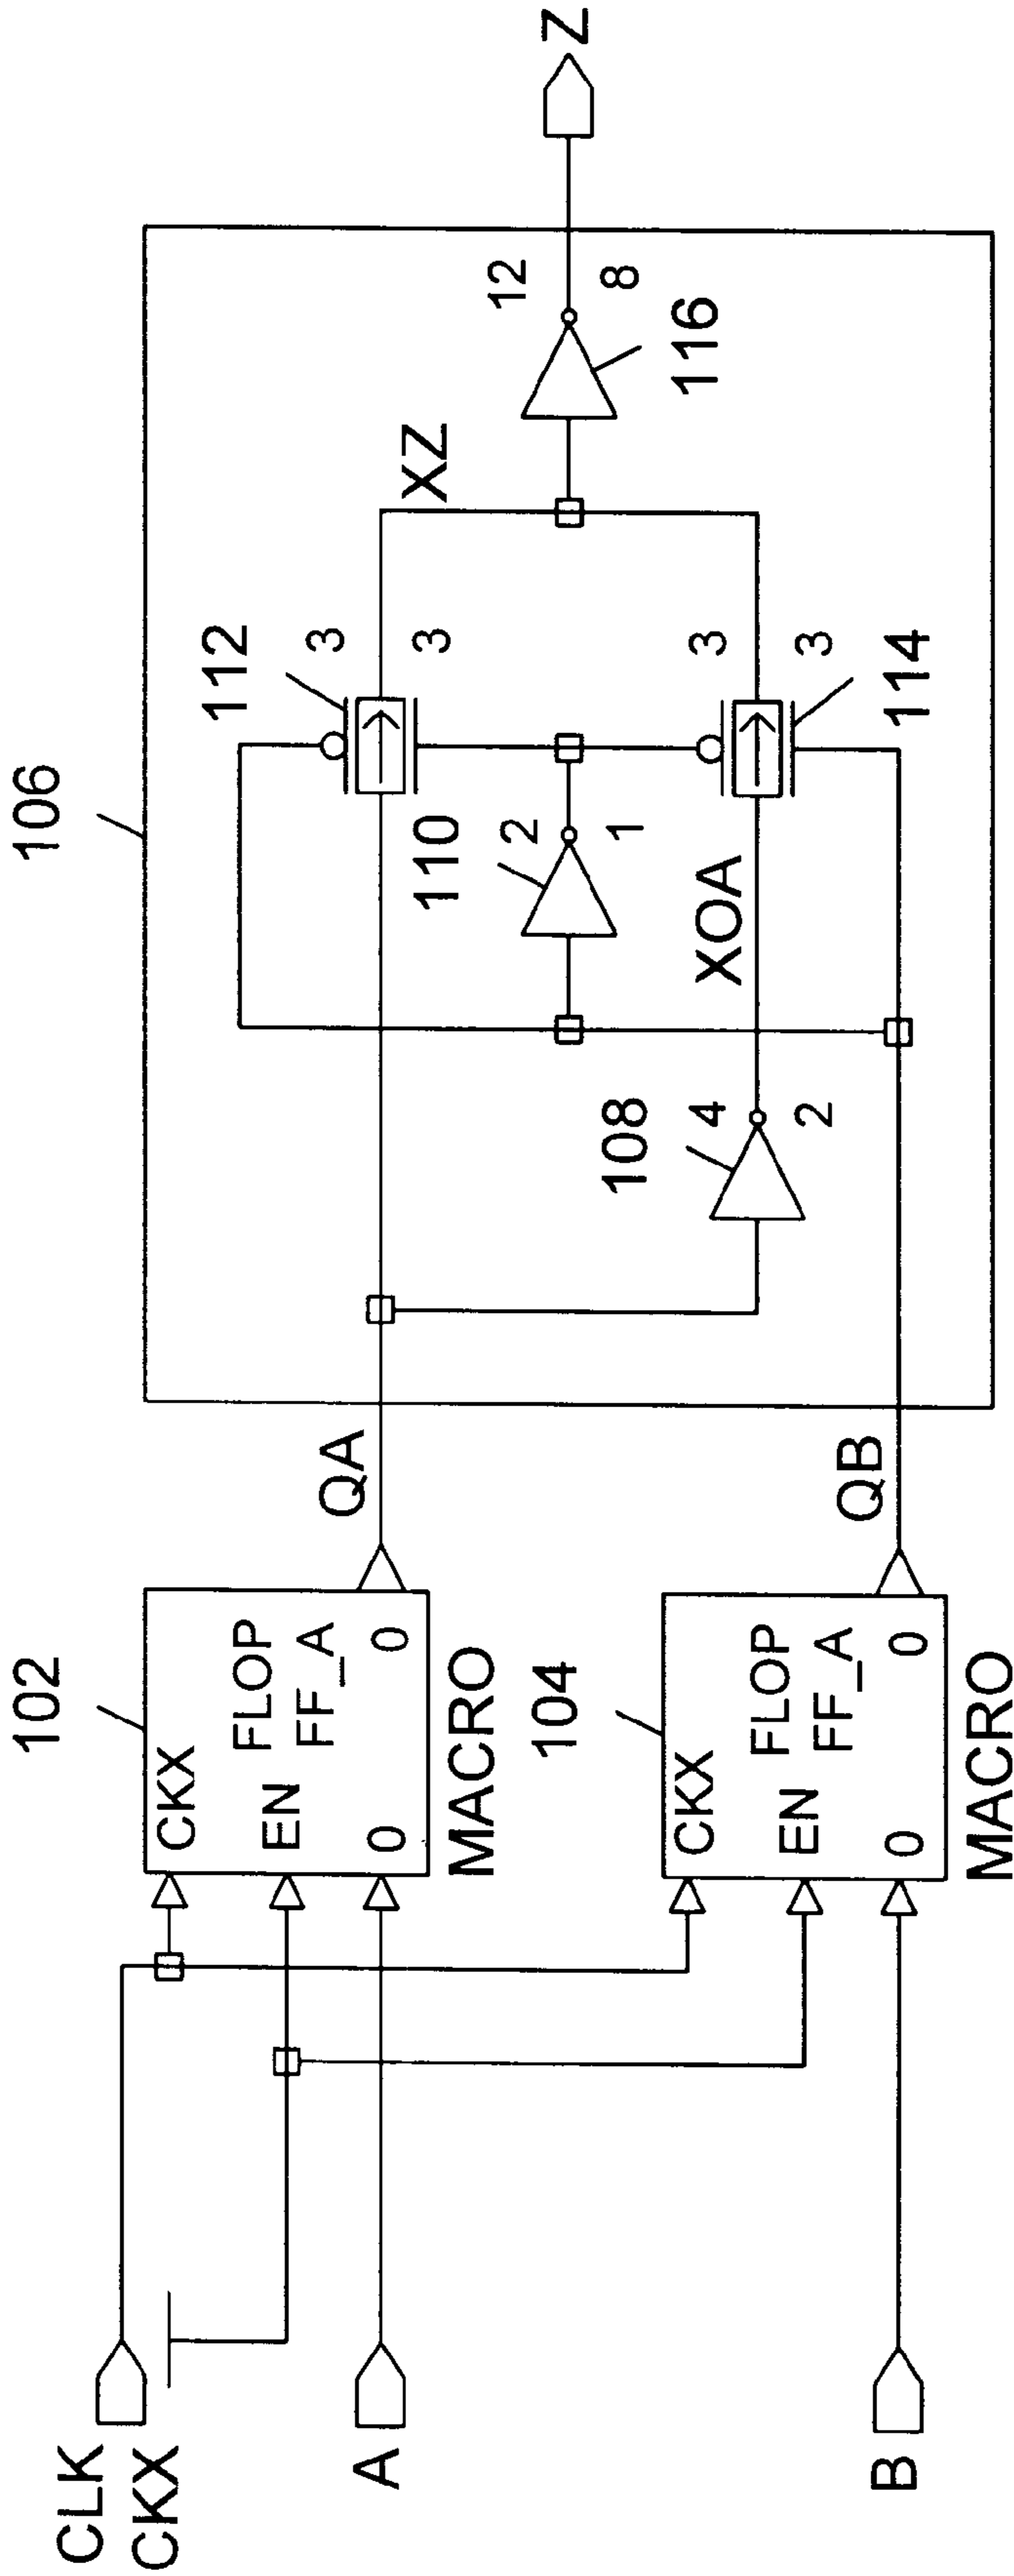 CLK
CKX
A
B
102
CKX
EN
FLOP
FF_A
0
0
MACRO
104
CKX
EN
FLOP
FF_A
0
0
MACRO
QA
QB
106
108
4
2
XOA
110
2
1
112
3
3
3
3
114
XZ
12
8
116
Z